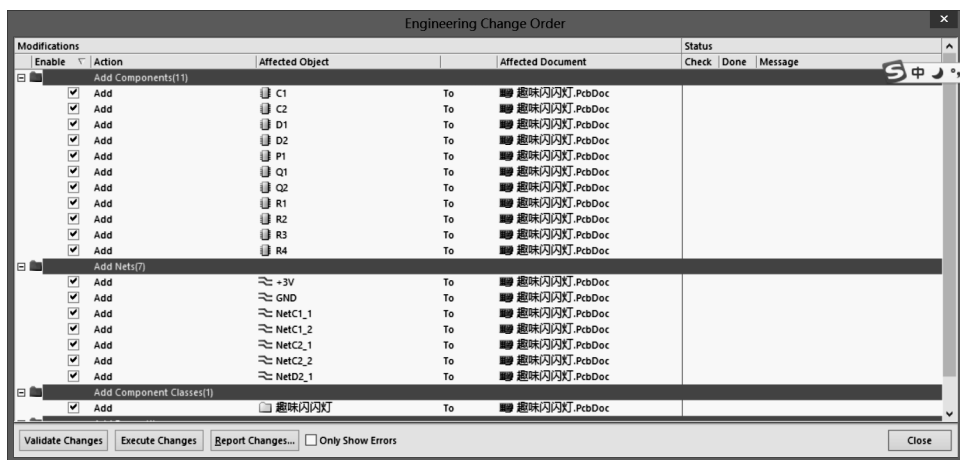 Engineering Change Order
Modifications Status
Enable Action Affected Object Affected Document Check Done Message
Add Components(11)
Add C1 To 趣味闪闪灯.PcbDoc
Add C2 To 趣味闪闪灯.PcbDoc
Add D1 To 趣味闪闪灯.PcbDoc
Add D2 To 趣味闪闪灯.PcbDoc
Add P1 To 趣味闪闪灯.PcbDoc
Add Q1 To 趣味闪闪灯.PcbDoc
Add Q2 To 趣味闪闪灯.PcbDoc
Add R1 To 趣味闪闪灯.PcbDoc
Add R2 To 趣味闪闪灯.PcbDoc
Add R3 To 趣味闪闪灯.PcbDoc
Add R4 To 趣味闪闪灯.PcbDoc
Add Nets(7)
Add +3V To 趣味闪闪灯.PcbDoc
Add GND To 趣味闪闪灯.PcbDoc
Add NetC1_1 To 趣味闪闪灯.PcbDoc
Add NetC1_2 To 趣味闪闪灯.PcbDoc
Add NetC2_1 To 趣味闪闪灯.PcbDoc
Add NetC2_2 To 趣味闪闪灯.PcbDoc
Add NetD2_1 To 趣味闪闪灯.PcbDoc
Add Component Classes(1)
Add 趣味闪闪灯 To 趣味闪闪灯.PcbDoc
Validate Changes Execute Changes Report Changes... Only Show Errors Close
中